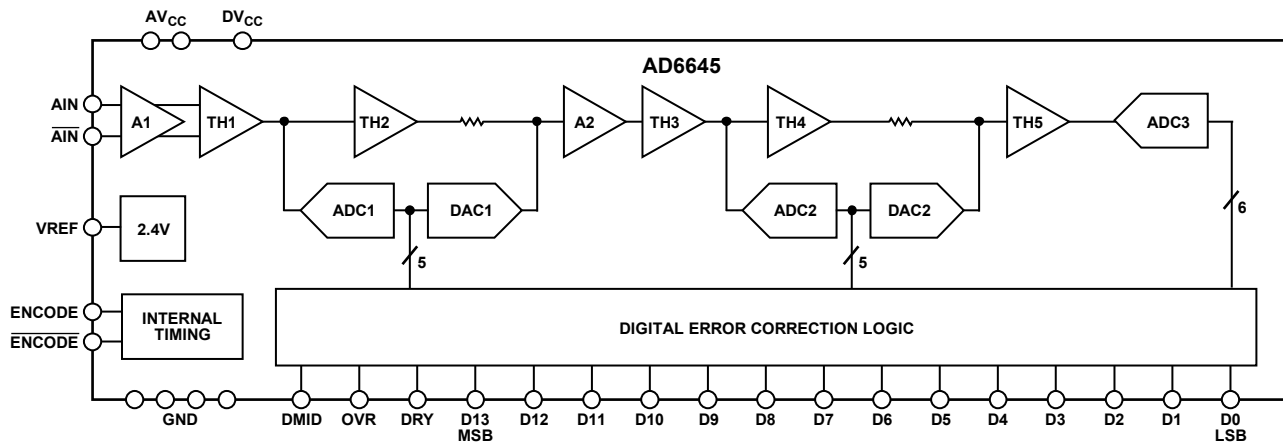 AVCC DVCC
AD6645
AIN
AIN
A1 TH1 TH2 A2 TH3 TH4 TH5 ADC3
ADC1 DAC1 ADC2 DAC2
VREF 2.4V
5 5 6
ENCODE
ENCODE
INTERNAL
TIMING
DIGITAL ERROR CORRECTION LOGIC
GND DMID OVR DRY D13 D12 D11 D10 D9 D8 D7 D6 D5 D4 D3 D2 D1 D0
MSB LSB